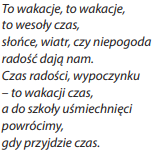 To wakacje, to wakacje,
to wesoły czas,
słońce, wiatr, czy niepogoda
radość dają nam.
Czas radości, wypoczynku
– to wakacji czas,
a do szkoły uśmiechnięci
powrócimy,
gdy przyjdzie czas.